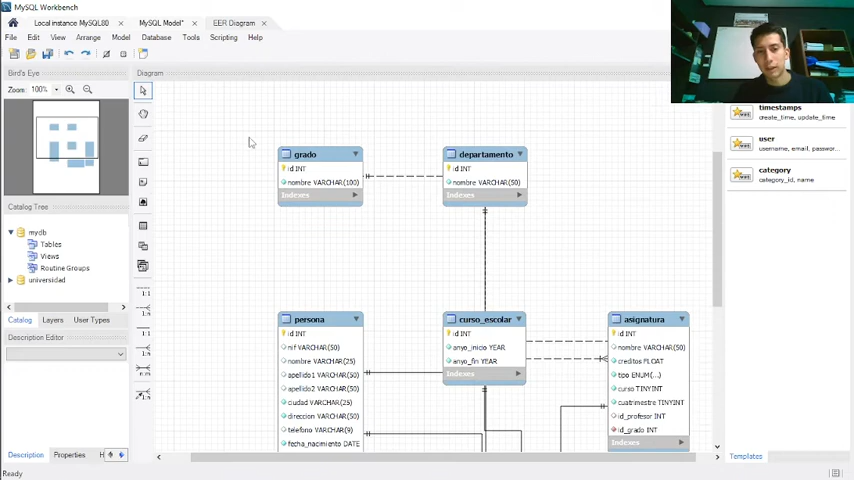 MySQL Workbench
Local instance MySQL80 ×
MySQL Model* ×
EER Diagram ×
File Edit View Arrange Model Database Tools Scripting Help
Bird's Eye
Diagram
Zoom: 100%
timestamps
create_time, update_time
user
username, email, passwor...
category
category_id, name
grado
id INT
nombre VARCHAR(100)
Indexes
departamento
id INT
nombre VARCHAR(50)
Indexes
Catalog Tree
mydb
Tables
Views
Routine Groups
universidad
1:1
1:n
1:1
1:n
n:m
Catalog Layers User Types
Description Editor
persona
id INT
nif VARCHAR(50)
nombre VARCHAR(25)
apellido1 VARCHAR(50)
apellido2 VARCHAR(50)
ciudad VARCHAR(25)
direccion VARCHAR(50)
telefono VARCHAR(9)
fecha_nacimiento DATE
curso_escolar
id INT
anyo_inicio YEAR
anyo_fin YEAR
Indexes
asignatura
id INT
nombre VARCHAR(50)
creditos FLOAT
tipo ENUM(...)
curso TINYINT
cuatrimestre TINYINT
id_profesor INT
id_grado INT
Indexes
Description Properties H
Templates
Ready